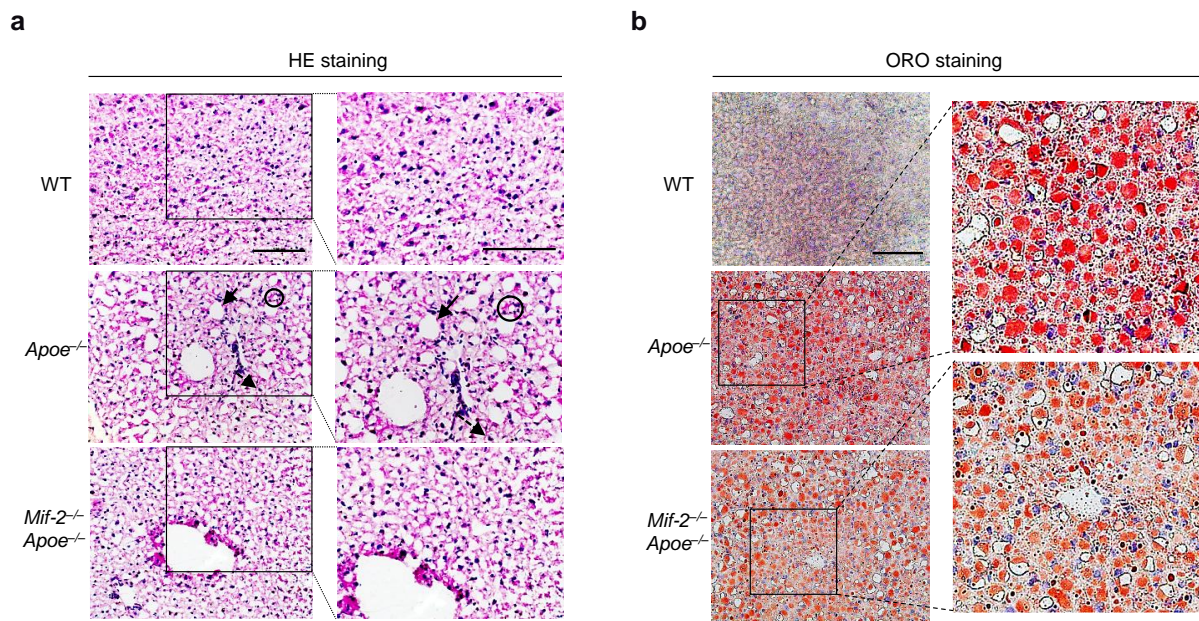 a
HE staining
WT
Apoe–/–
Mif-2–/–
Apoe–/–
b
ORO staining
WT
Apoe–/–
Mif-2–/–
Apoe–/–